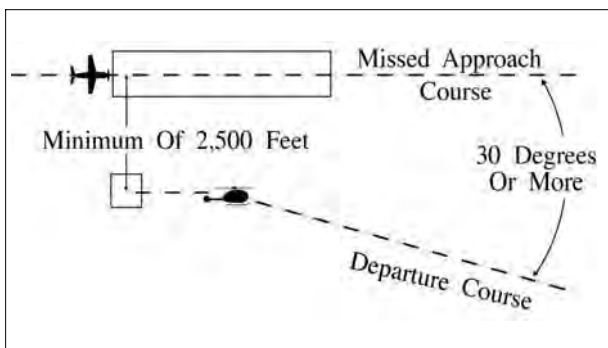 Missed Approach
Course
Minimum Of 2,500 Feet
30 Degrees
Or More
Departure Course